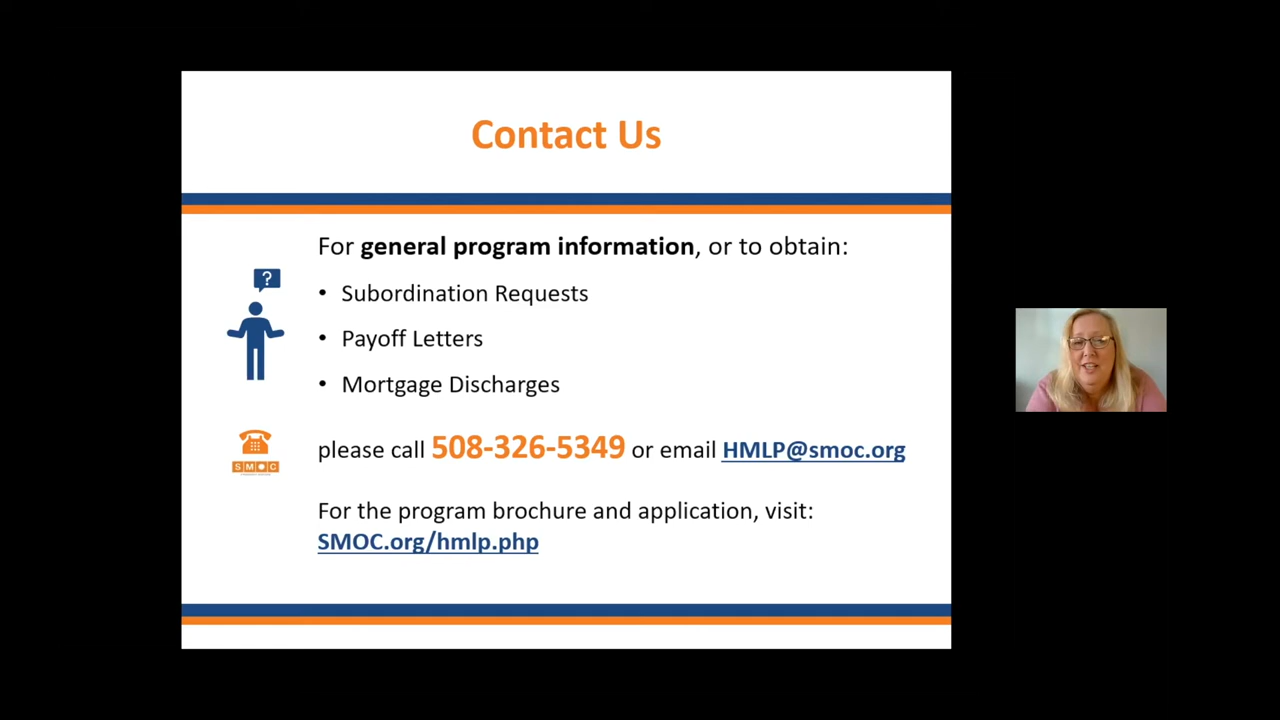 Contact Us
For general program information, or to obtain:
?
• Subordination Requests
• Payoff Letters
• Mortgage Discharges
please call 508-326-5349 or email HMLP@smoc.org
SMOC
For the program brochure and application, visit:
SMOC.org/hmlp.php